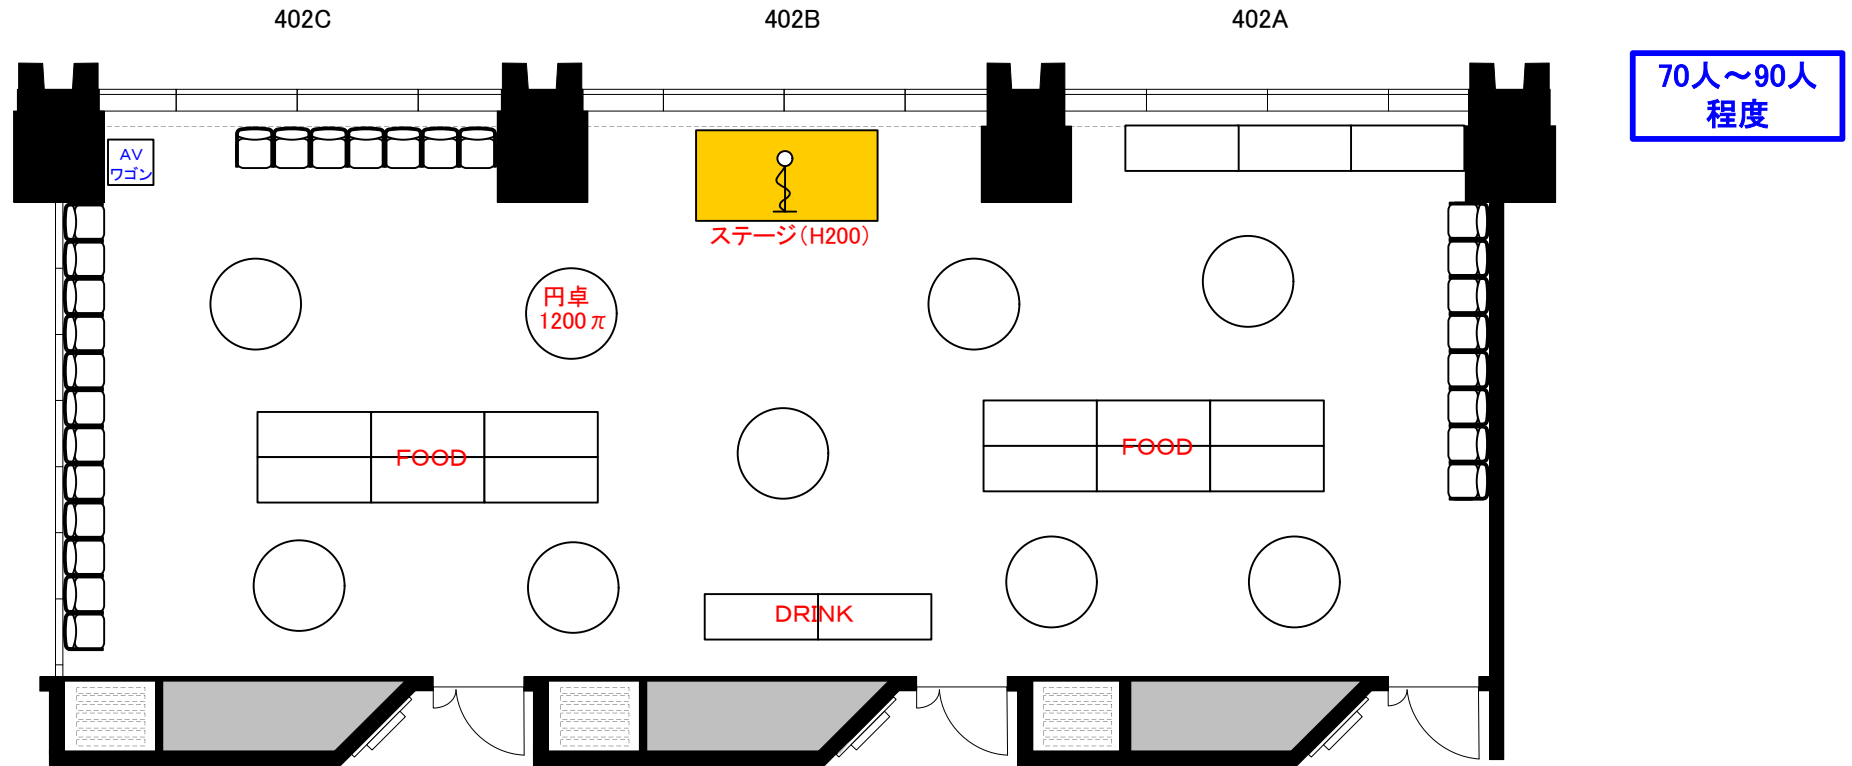 402C
402B
402A
70人～90人
程度
AV
ワゴン
ステージ（H200）
円卓
1200π
FOOD
FOOD
DRINK